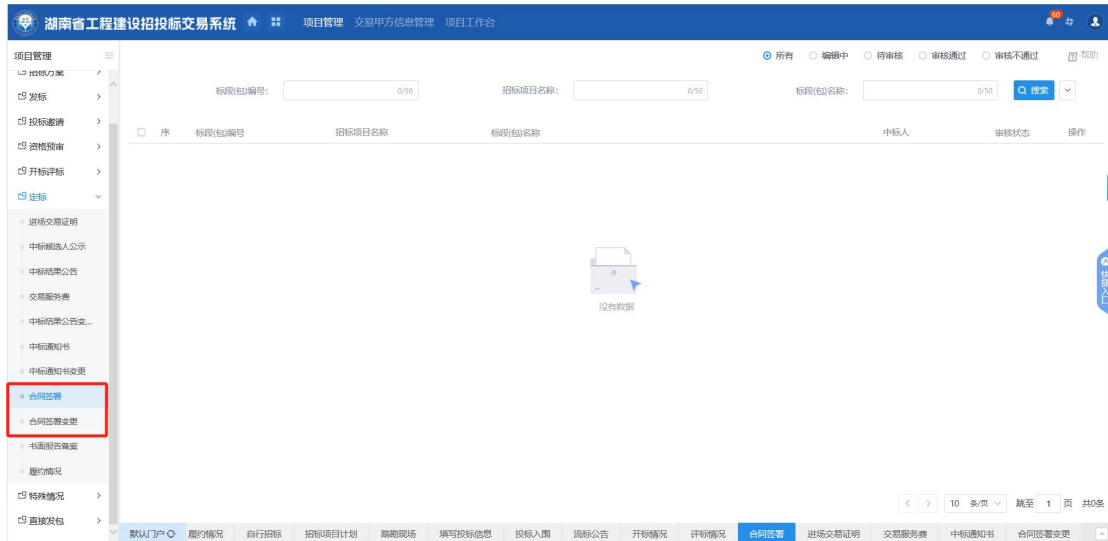 湖南省工程建设招投标交易系统 项目管理 交易甲方信息管理 项目工作台 60
项目管理 所有 编辑中 待审核 审核通过 审核不通过 帮助
招标方案
发标
投标邀请
资格预审
开标评标
定标
进场交易证明
中标候选人公示
中标结果公告
交易服务费
中标结果公告变...
中标通知书
中标通知书变更
合同签署
合同签署变更
书面报告备案
履约情况
特殊情况
直接发包
标段(包)编号: 0/50 招标项目名称: 0/50 标段(包)名称: 0/50 搜索
序 标段(包)编号 招标项目名称 标段(包)名称 中标人 审核状态 操作
没有数据
快捷入口
10 条/页 跳至 1 页 共0条
默认门户 履约情况 自行招标 招标项目计划 踏勘现场 填写投标信息 投标入围 流标公告 开标情况 评标情况 合同签署 进场交易证明 交易服务费 中标通知书 合同签署变更